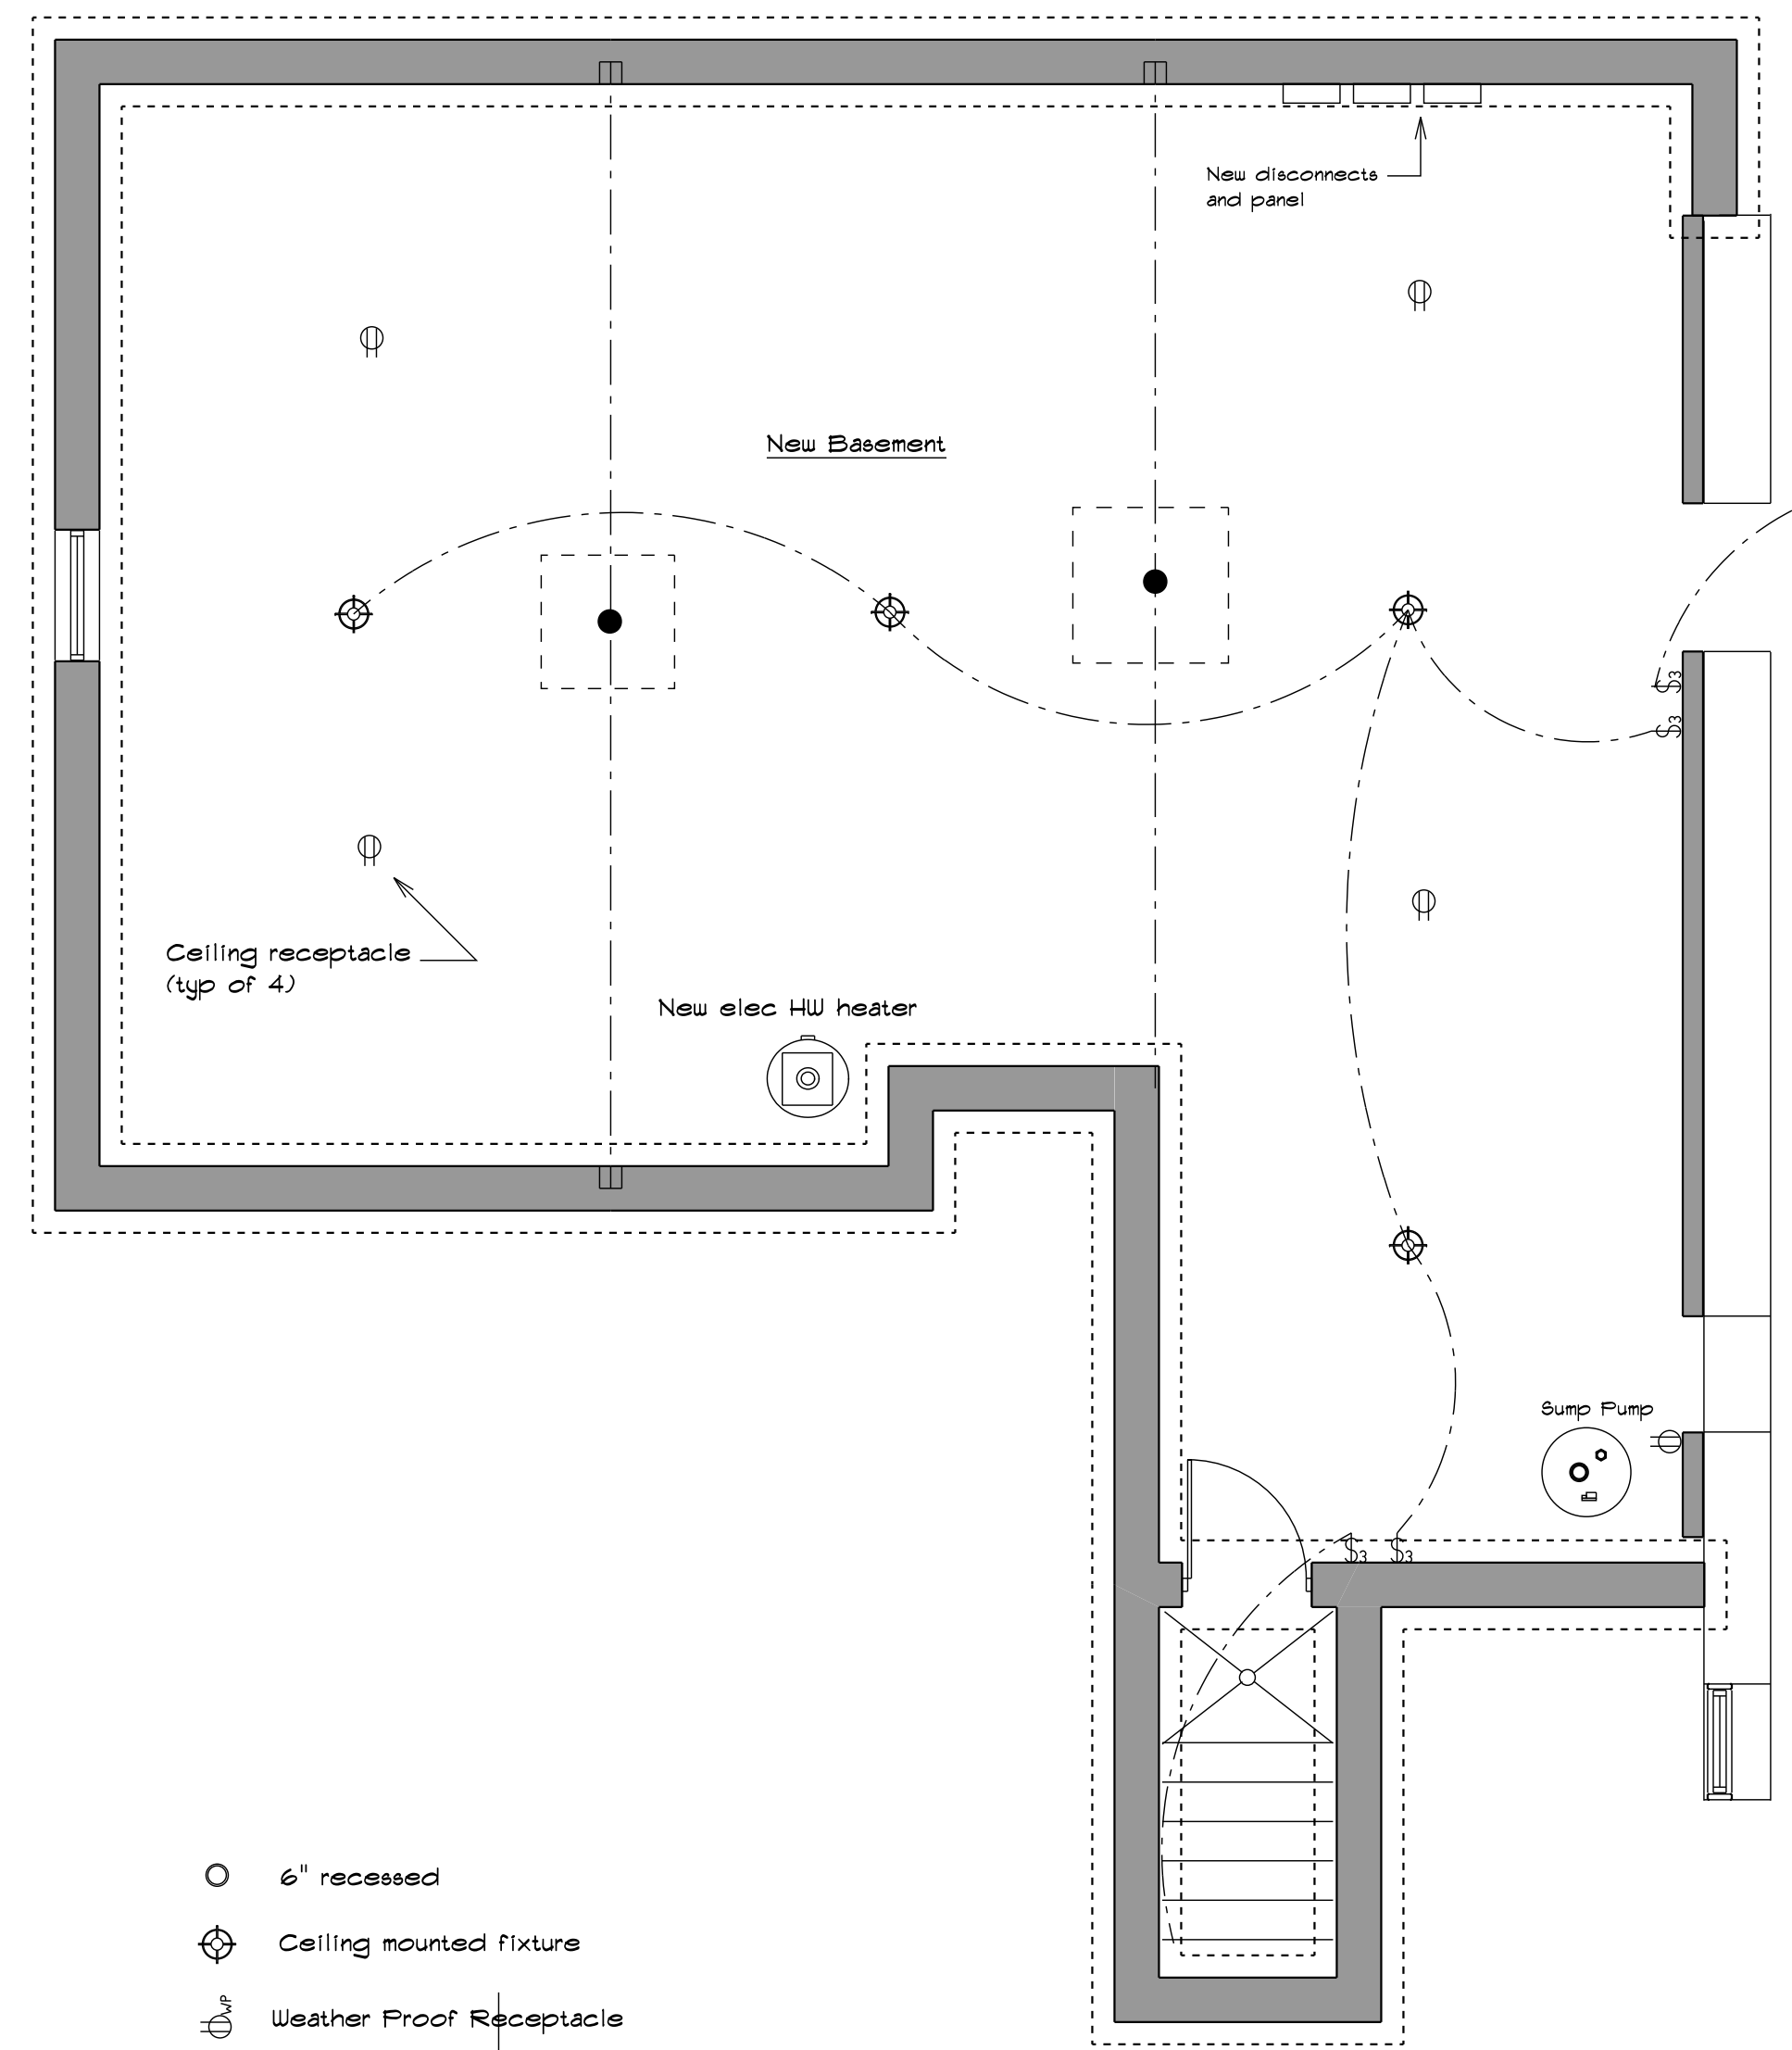 New disconnects
and panel
New Basement
$3
$3
Ceiling receptacle
(typ of 4)
New elec HW heater
Sump Pump
$3 $3
6" recessed
Ceiling mounted fixture
WP
Weather Proof Receptacle